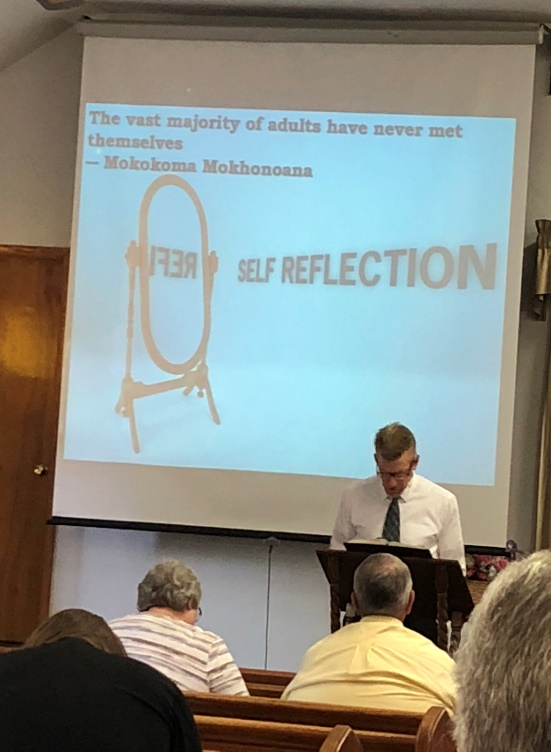 The vast majority of adults have never met
themselves
— Mokokoma Mokhonoana
REFL SELF REFLECTION